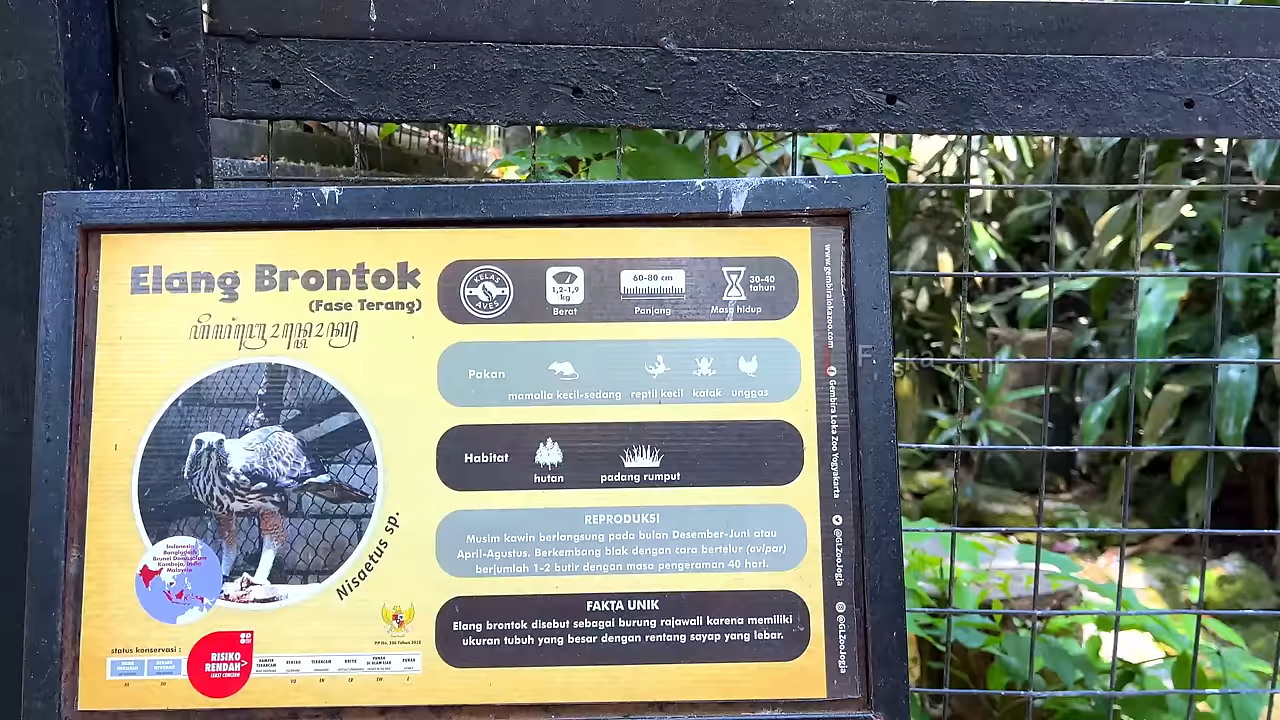 Elang Brontok
(Fase Terang)
KELAS
AVES
1,2-1,9
kg
Berat
60-80 cm
Panjang
30-40
tahun
Masa hidup
Pakan
mamalia kecil-sedang reptil kecil katak unggas
Habitat
hutan padang rumput
REPRODUKSI
Musim kawin berlangsung pada bulan Desember-Juni atau
April-Agustus. Berkembang biak dengan cara bertelur (ovipar)
berjumlah 1-2 butir dengan masa pengeraman 40 hari.
FAKTA UNIK
Elang brontok disebut sebagai burung rajawali karena memiliki
ukuran tubuh yang besar dengan rentang sayap yang lebar.
Nisaetus sp.
Indonesia
Bangladesh
Brunei Darussalam
Kamboja, India
Malaysia
status konservasi :
RISIKO
RENDAH>
LEAST CONCERN
www.gembiralokazoo.com
Gembira Loka Zoo Yogyakarta
@GLZooJogja
@GLZooJogja